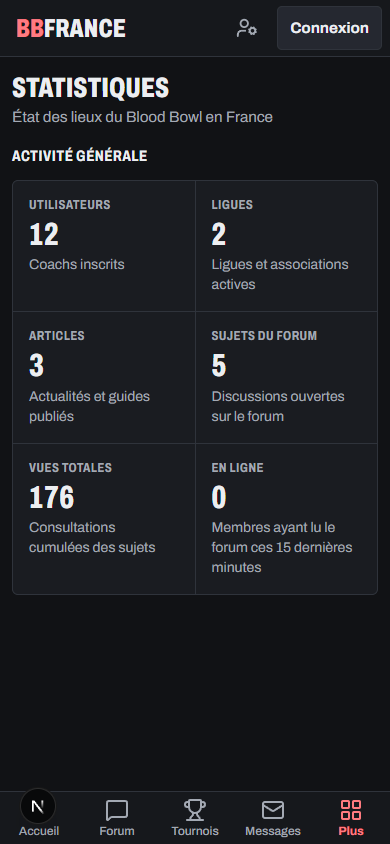 BBFRANCE
Connexion
STATISTIQUES
État des lieux du Blood Bowl en France
ACTIVITÉ GÉNÉRALE
UTILISATEURS
12
Coachs inscrits
LIGUES
2
Ligues et associations
actives
ARTICLES
3
Actualités et guides
publiés
SUJETS DU FORUM
5
Discussions ouvertes
sur le forum
VUES TOTALES
176
Consultations
cumulées des sujets
EN LIGNE
0
Membres ayant lu le
forum ces 15 dernières
minutes
N
Accueil
Forum
Tournois
Messages
Plus